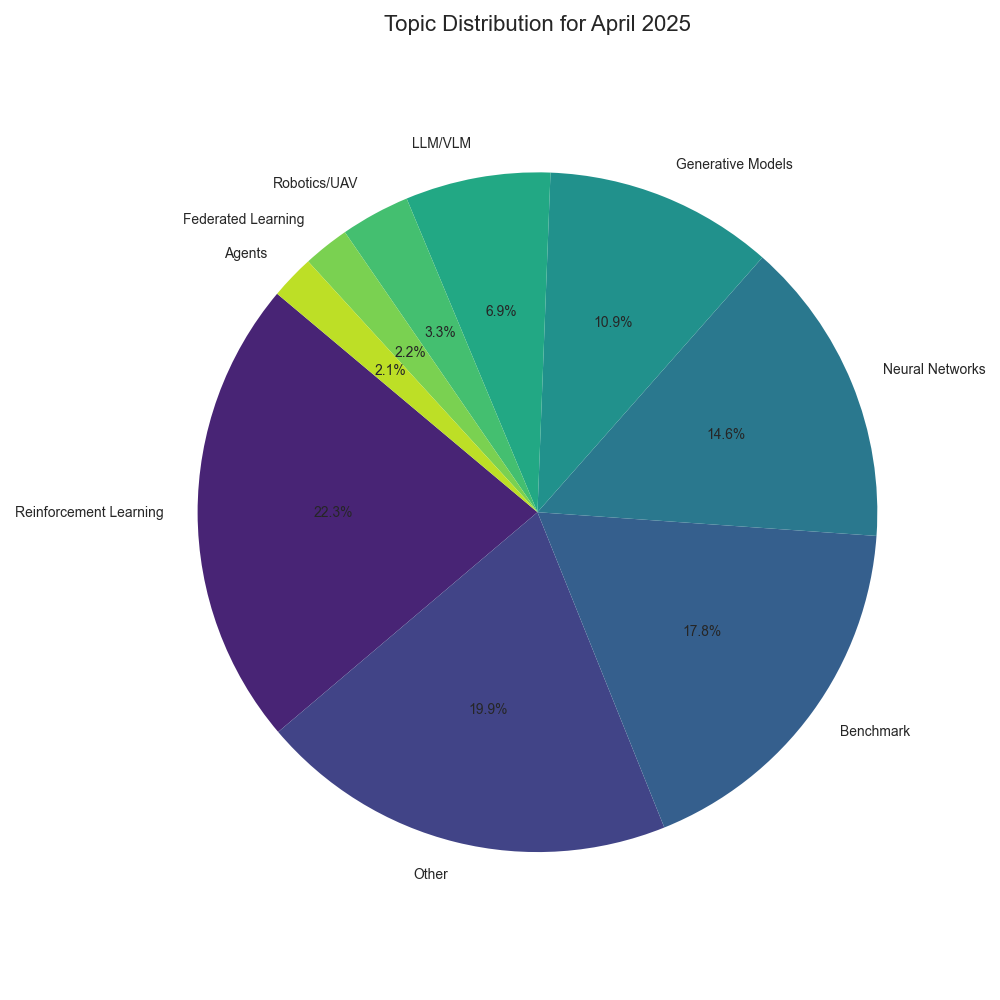 Topic Distribution for April 2025
LLM/VLM
Generative Models
Robotics/UAV
Federated Learning
Agents
6.9%
10.9%
3.3%
2.2%
2.1%
Neural Networks
14.6%
Reinforcement Learning
22.3%
17.8%
19.9%
Benchmark
Other